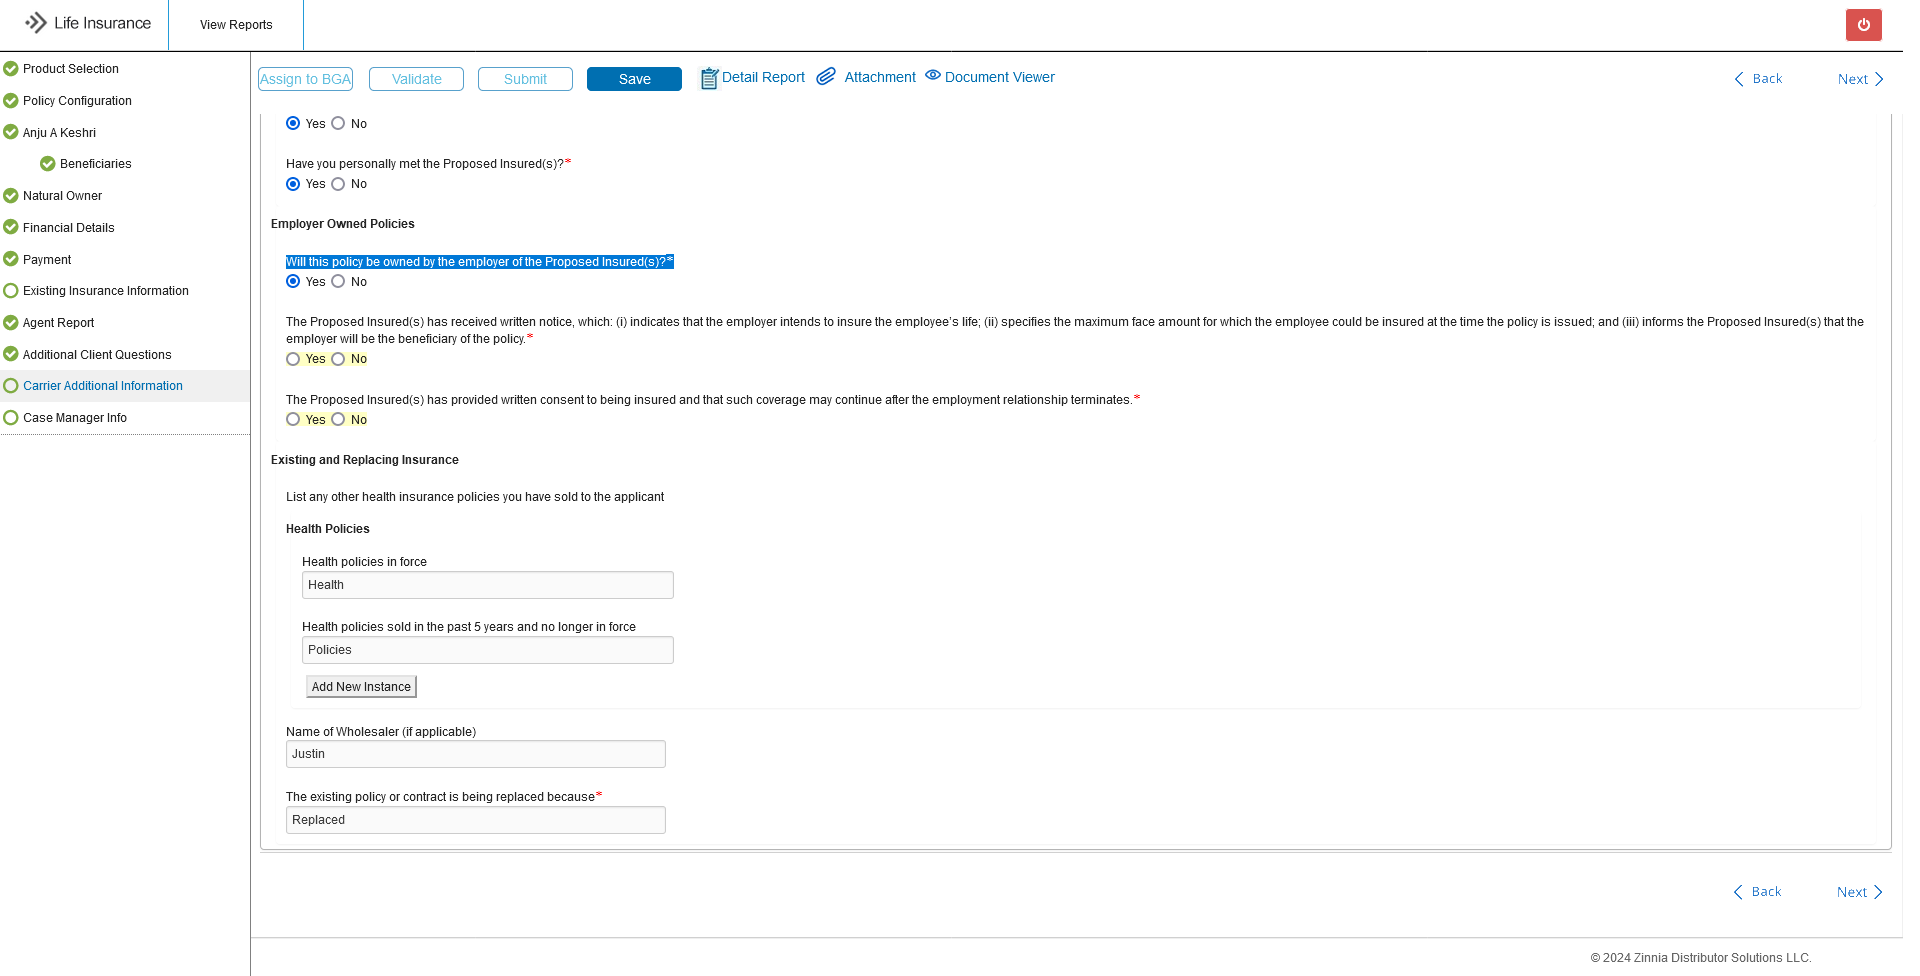 Life Insurance
View Reports
Product Selection
Policy Configuration
Anju A Keshri
Beneficiaries
Natural Owner
Financial Details
Payment
Existing Insurance Information
Agent Report
Additional Client Questions
Carrier Additional Information
Case Manager Info
Assign to BGA Validate Submit Save Detail Report Attachment Document Viewer Back Next
Yes No
Have you personally met the Proposed Insured(s)?*
Yes No
Employer Owned Policies
Will this policy be owned by the employer of the Proposed Insured(s)?*
Yes No
The Proposed Insured(s) has received written notice, which: (i) indicates that the employer intends to insure the employee's life; (ii) specifies the maximum face amount for which the employee could be insured at the time the policy is issued; and (iii) informs the Proposed Insured(s) that the
employer will be the beneficiary of the policy.*
Yes No
The Proposed Insured(s) has provided written consent to being insured and that such coverage may continue after the employment relationship terminates.*
Yes No
Existing and Replacing Insurance
List any other health insurance policies you have sold to the applicant
Health Policies
Health policies in force
Health
Health policies sold in the past 5 years and no longer in force
Policies
Add New Instance
Name of Wholesaler (if applicable)
Justin
The existing policy or contract is being replaced because*
Replaced
Back Next
© 2024 Zinnia Distributor Solutions LLC.